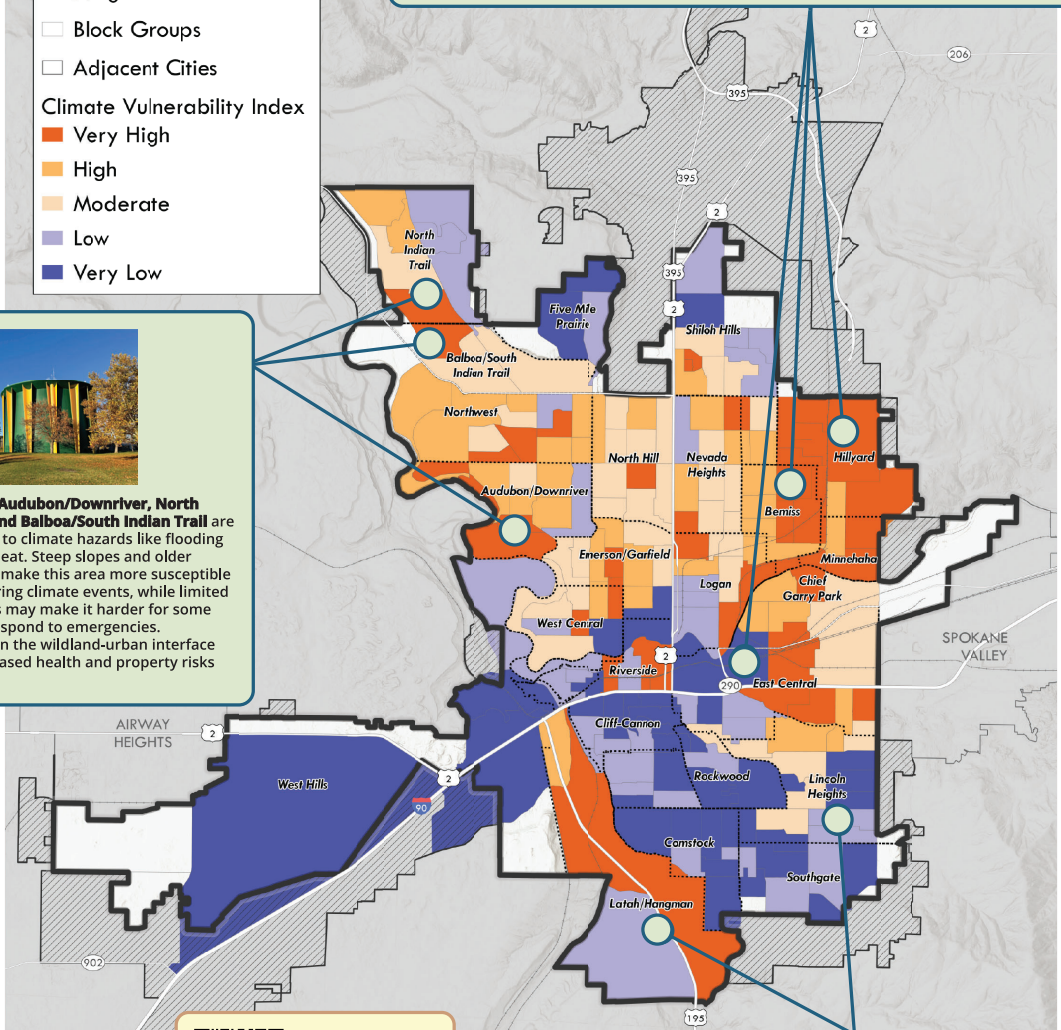 Block Groups
Adjacent Cities
Climate Vulnerability Index
Very High
High
Moderate
Low
Very Low
2
206
395
395
2
395
2
North
Indian
Trail
Five Mile
Prairie
Shiloh Hills
Balboa/South
Indian Trail
Northwest
North Hill
Nevada
Heights
Hillyard
Audubon/Downriver
Bemiss
Minnehaha
Emerson/Garfield
Logan
Chief
Garry Park
West Central
SPOKANE
VALLEY
Riverside
2
290
East Central
Audubon/Downriver, North
nd Balboa/South Indian Trail are
to climate hazards like flooding
eat. Steep slopes and older
make this area more susceptible
ring climate events, while limited
s may make it harder for some
spond to emergencies.
n the wildland-urban interface
ased health and property risks
AIRWAY
HEIGHTS
2
Cliff-Cannon
West Hills
2
90
Rockwood
Lincoln
Heights
Comstock
Southgate
Latah/Hangman
902
195